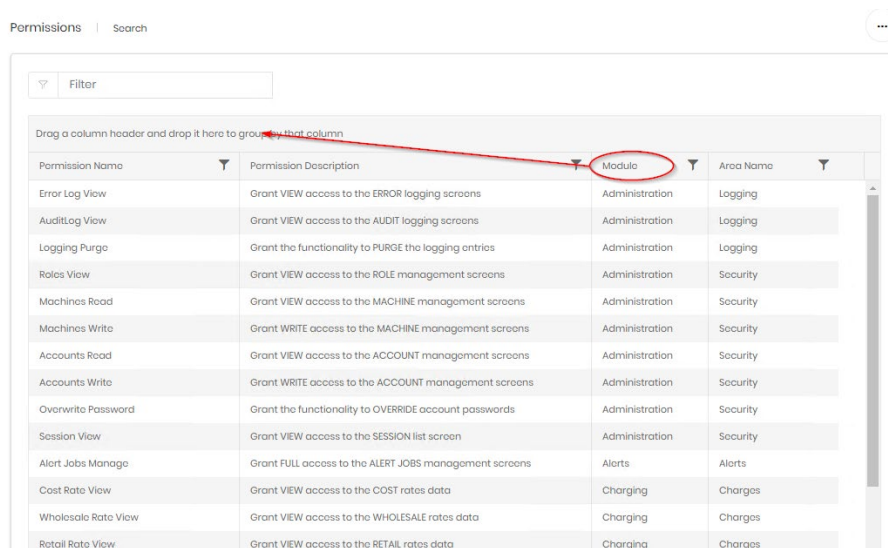 Permissions | Search
...
Filter
Drag a column header and drop it here to group by that column
Permission Name Permission Description Module Area Name
Error Log View Grant VIEW access to the ERROR logging screens Administration Logging
AuditLog View Grant VIEW access to the AUDIT logging screens Administration Logging
Logging Purge Grant the functionality to PURGE the logging entries Administration Logging
Roles View Grant VIEW access to the ROLE management screens Administration Security
Machines Read Grant VIEW access to the MACHINE management screens Administration Security
Machines Write Grant WRITE access to the MACHINE management screens Administration Security
Accounts Read Grant VIEW access to the ACCOUNT management screens Administration Security
Accounts Write Grant WRITE access to the ACCOUNT management screens Administration Security
Overwrite Password Grant the functionality to OVERRIDE account passwords Administration Security
Session View Grant VIEW access to the SESSION list screen Administration Security
Alert Jobs Manage Grant FULL access to the ALERT JOBS management screens Alerts Alerts
Cost Rate View Grant VIEW access to the COST rates data Charging Charges
Wholesale Rate View Grant VIEW access to the WHOLESALE rates data Charging Charges
Retail Rate View Grant VIEW access to the RETAIL rates data Charging Charges